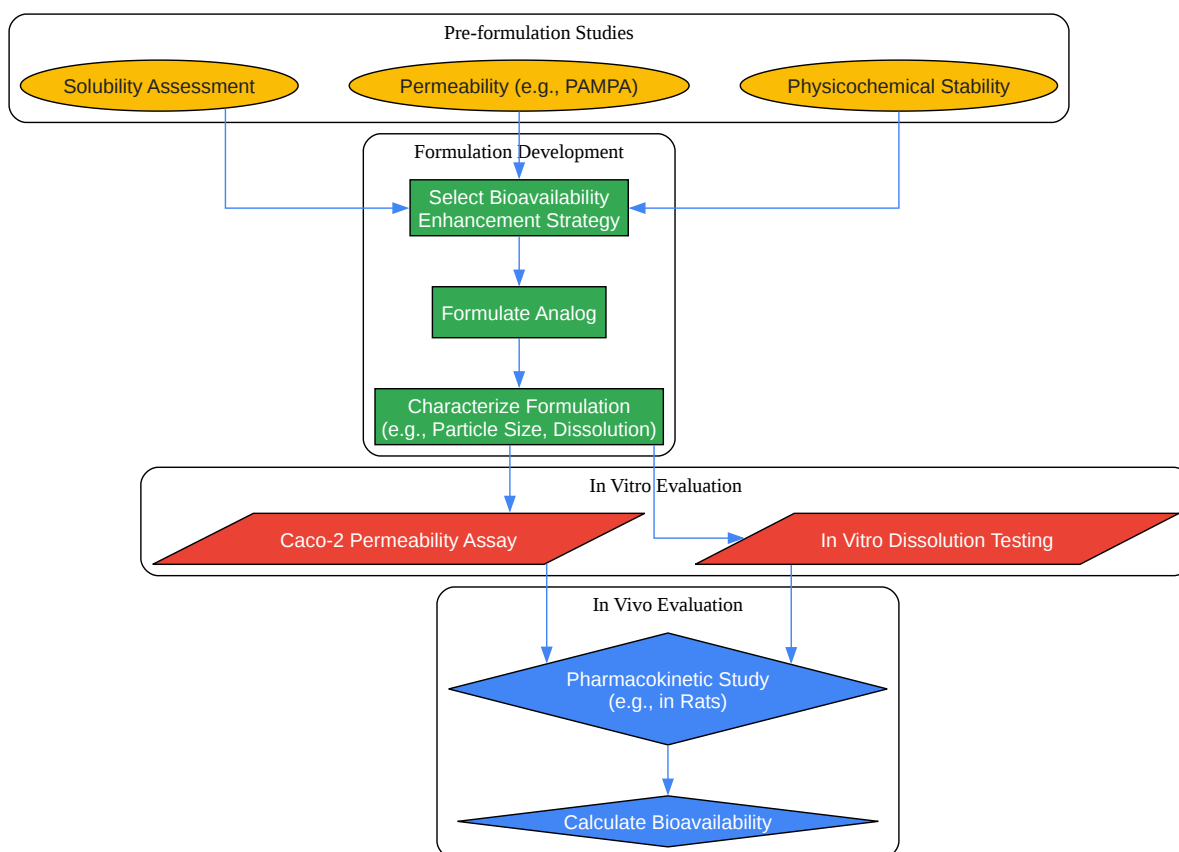 Pre-formulation Studies
Solubility Assessment
Permeability (e.g., PAMPA)
Physicochemical Stability
Formulation Development
Select Bioavailability
Enhancement Strategy
Formulate Analog
Characterize Formulation
(e.g., Particle Size, Dissolution)
In Vitro Evaluation
Caco-2 Permeability Assay
In Vitro Dissolution Testing
In Vivo Evaluation
Pharmacokinetic Study
(e.g., in Rats)
Calculate Bioavailability